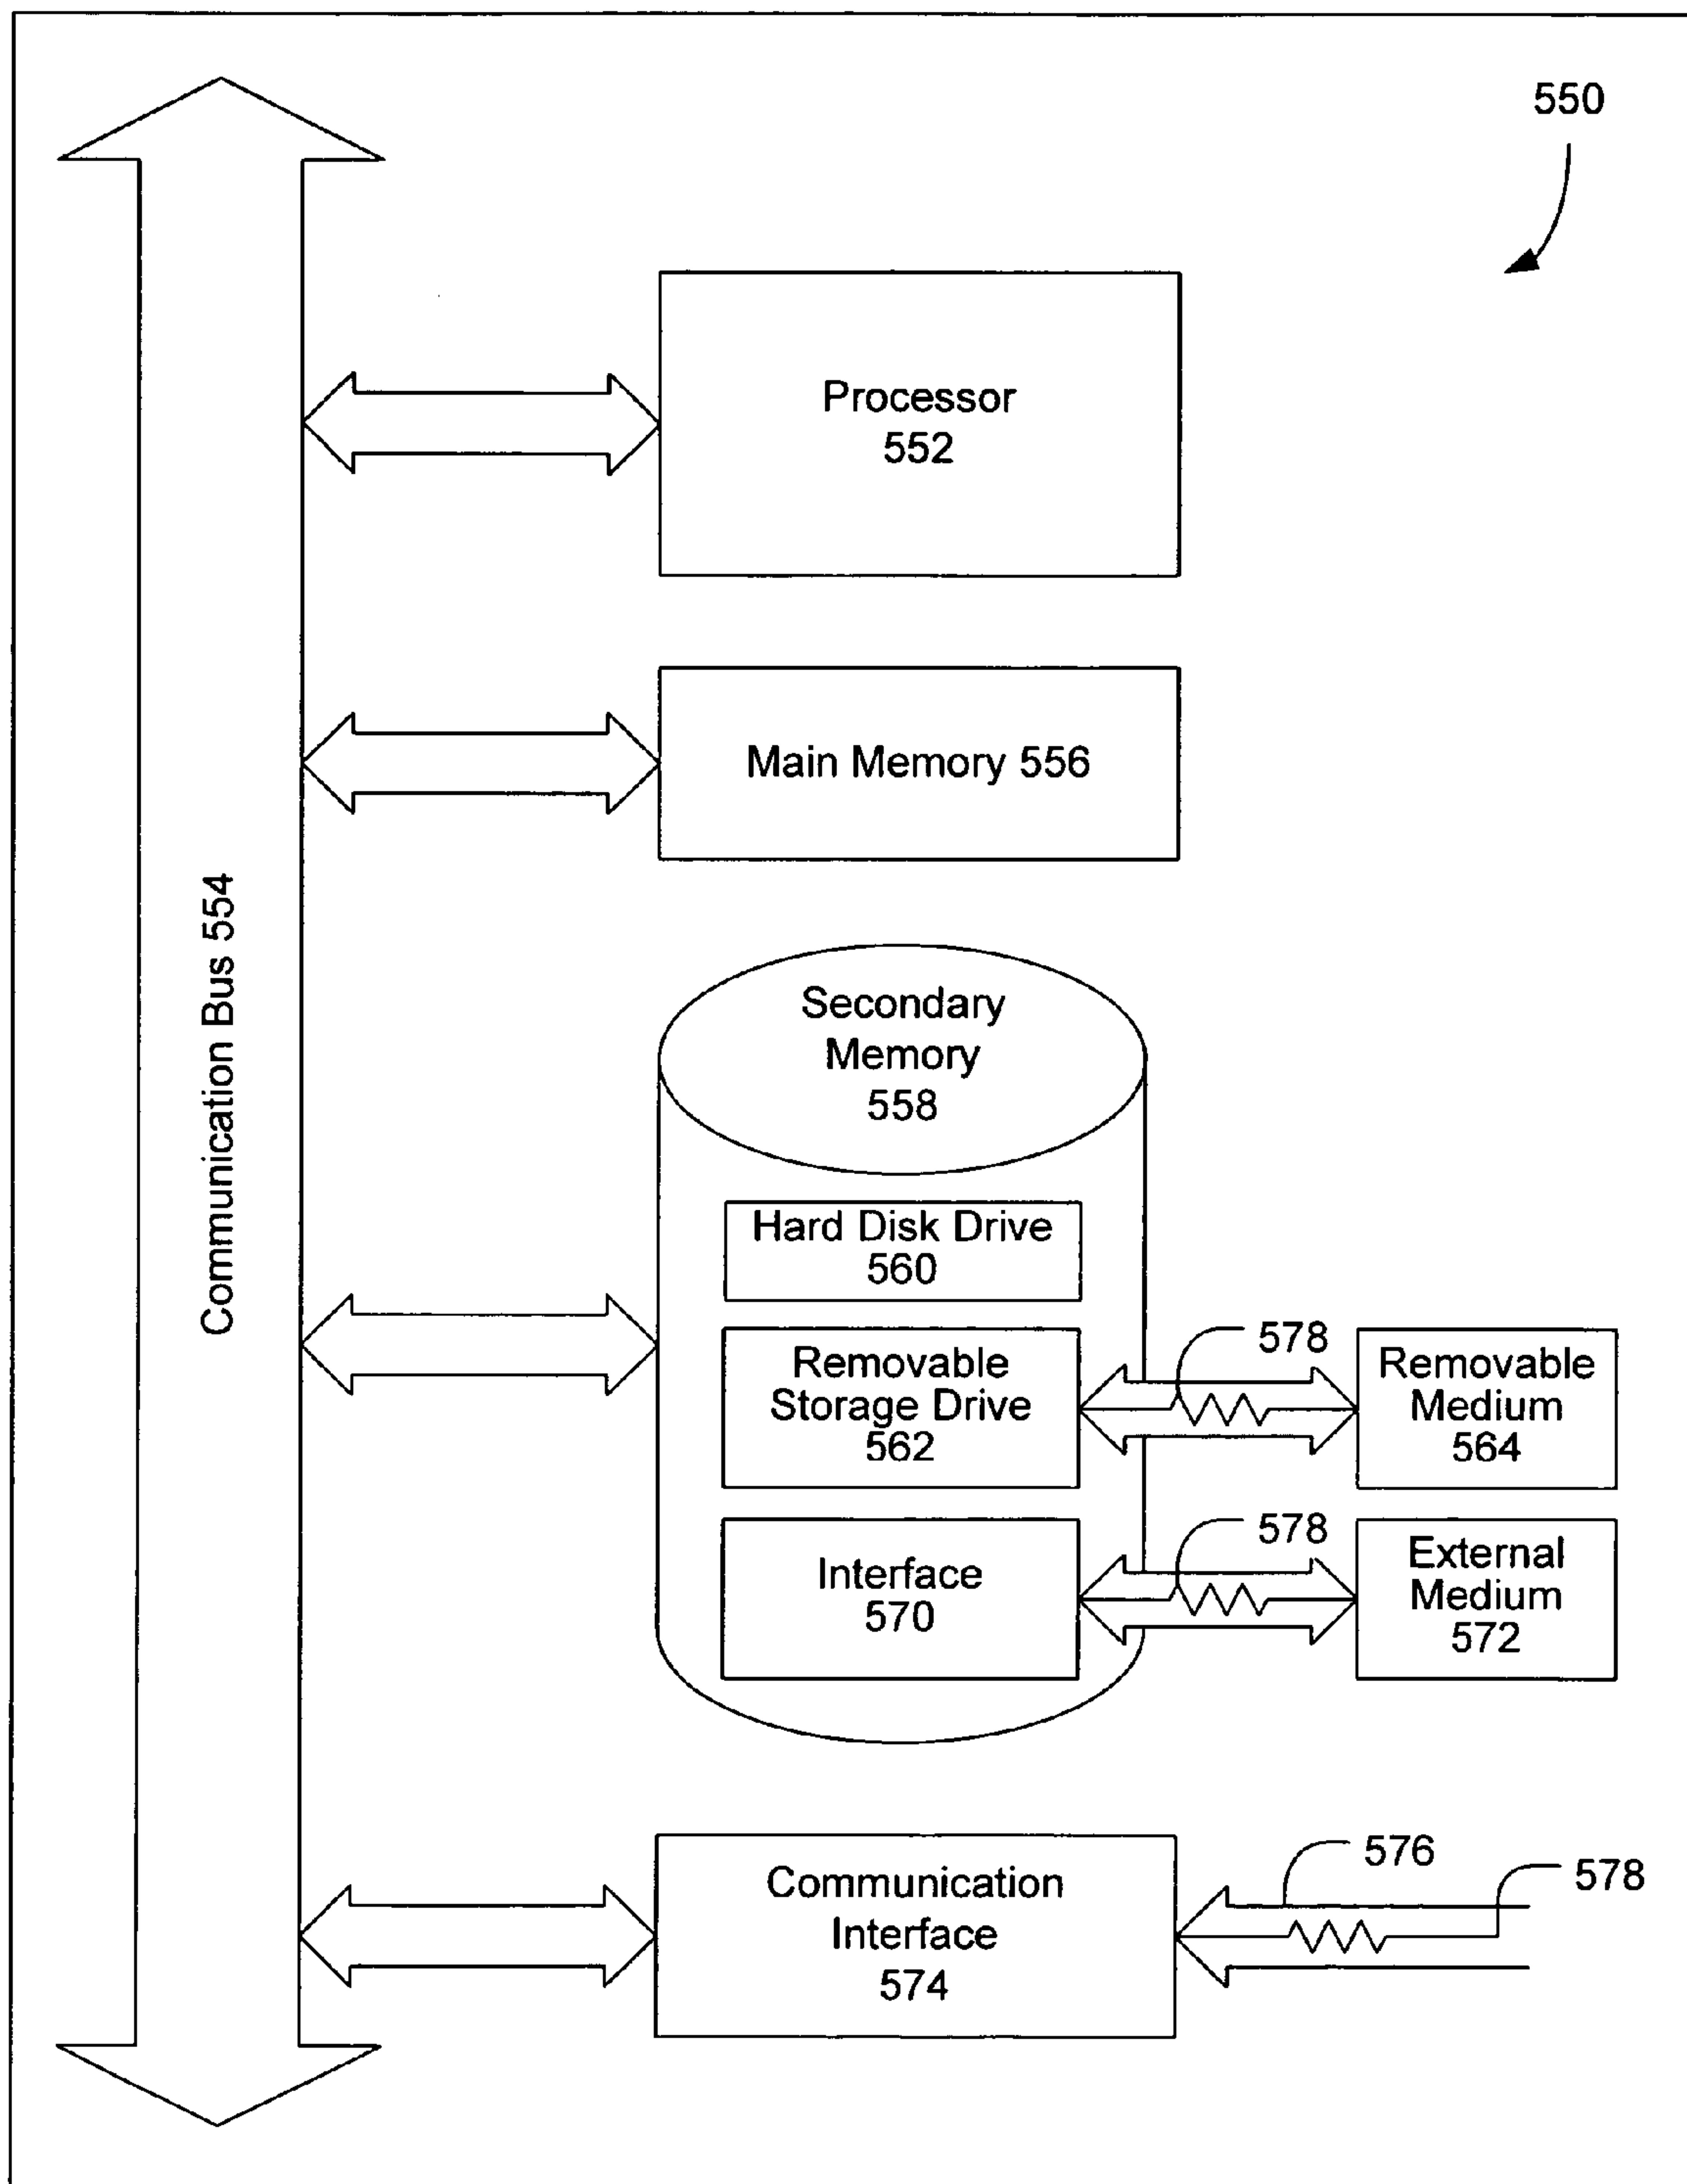 550
Processor
552
Main Memory 556
Communication Bus 554
Secondary
Memory
558
Hard Disk Drive
560
Removable
Storage Drive
562
578
Removable
Medium
564
Interface
570
578
External
Medium
572
Communication
Interface
574
576
578